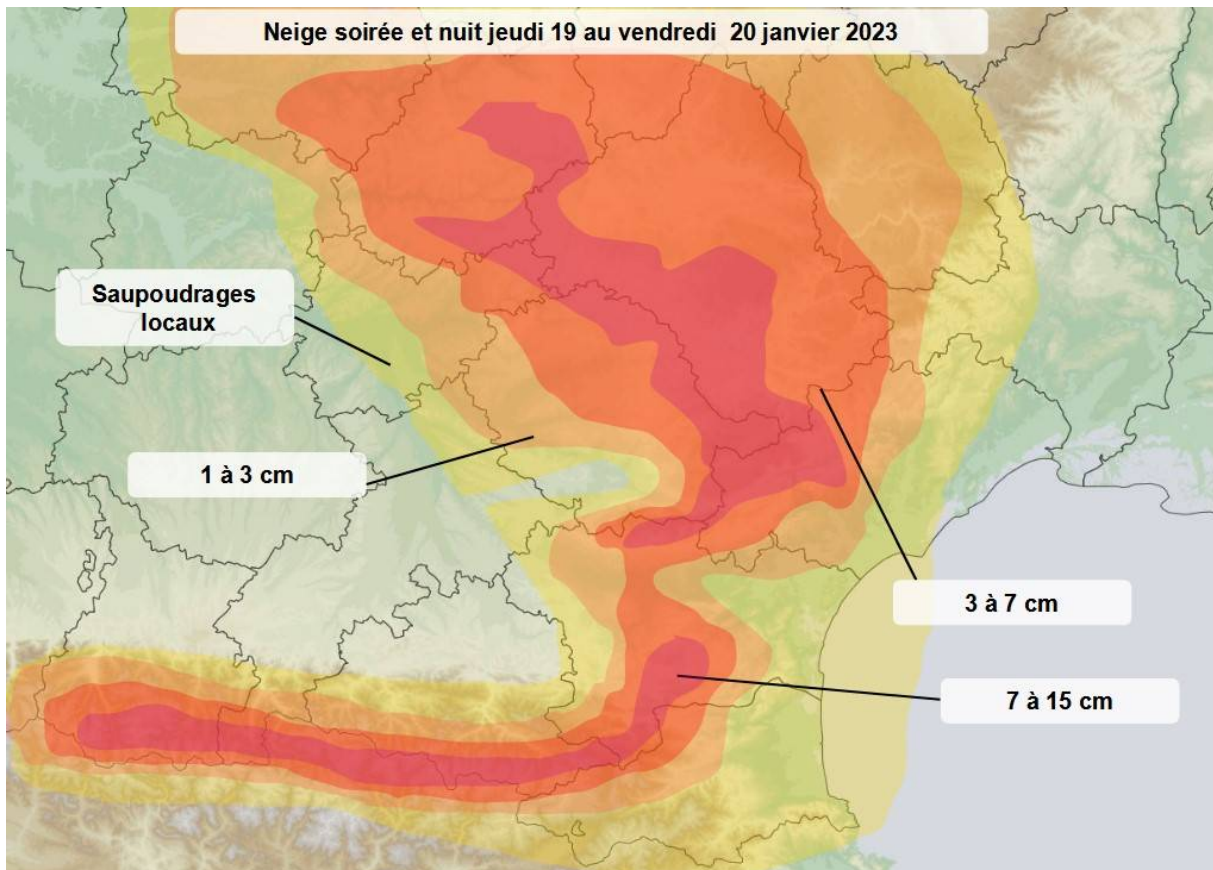 Neige soirée et nuit jeudi 19 au vendredi 20 janvier 2023
Saupoudrages
locaux
1 à 3 cm
3 à 7 cm
7 à 15 cm